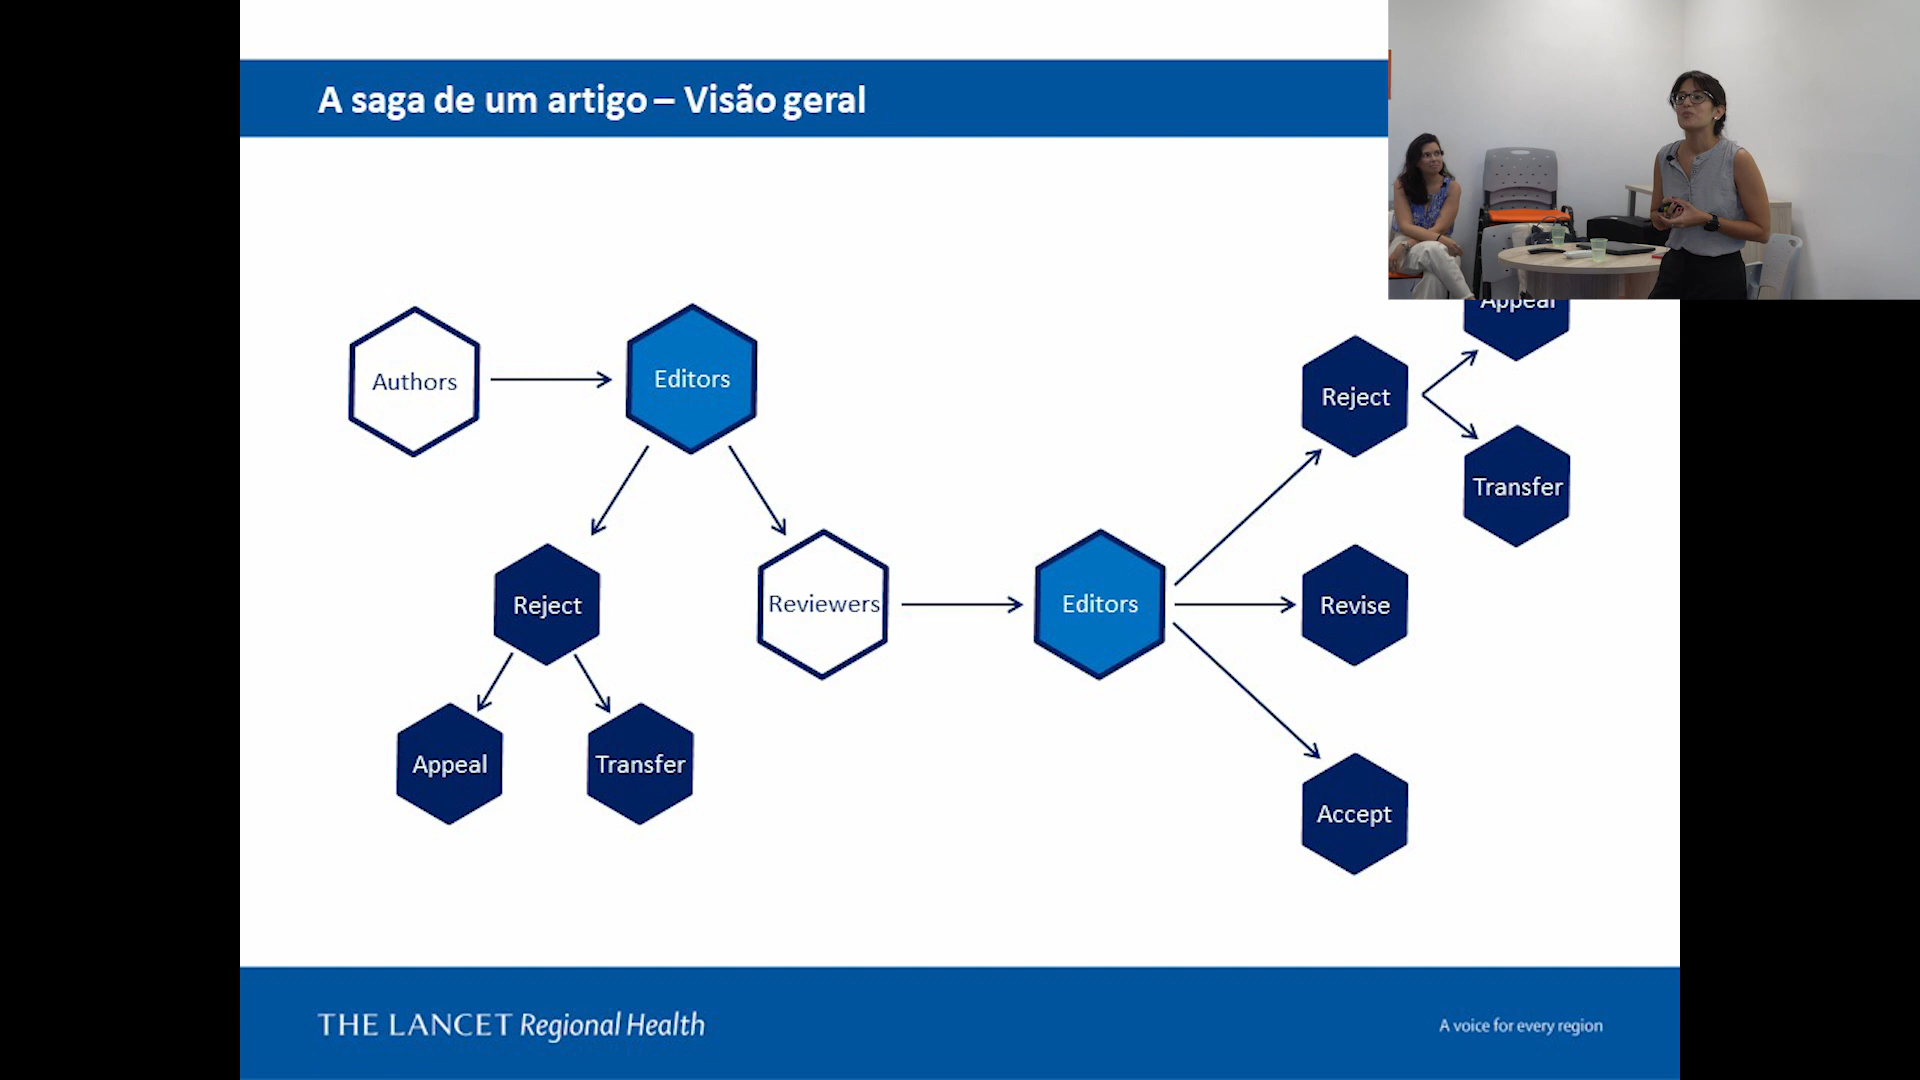 A saga de um artigo – Visão geral
Authors
Editors
Reject
Reviewers
Appeal
Transfer
Editors
Reject
Appeal
Transfer
Revise
Accept
THE LANCET Regional Health
A voice for every region